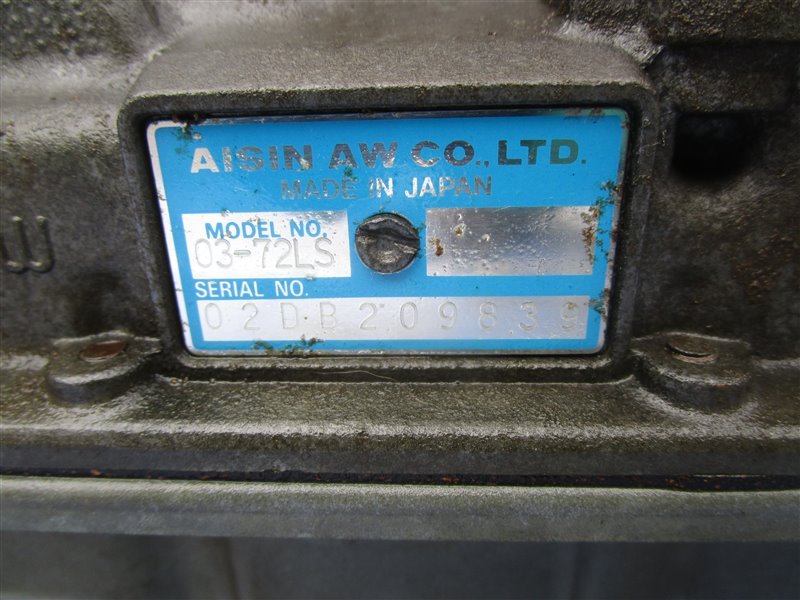 AISIN AW CO., LTD.
MADE IN JAPAN
MODEL NO.
03-72LS
SERIAL NO.
02DB209839